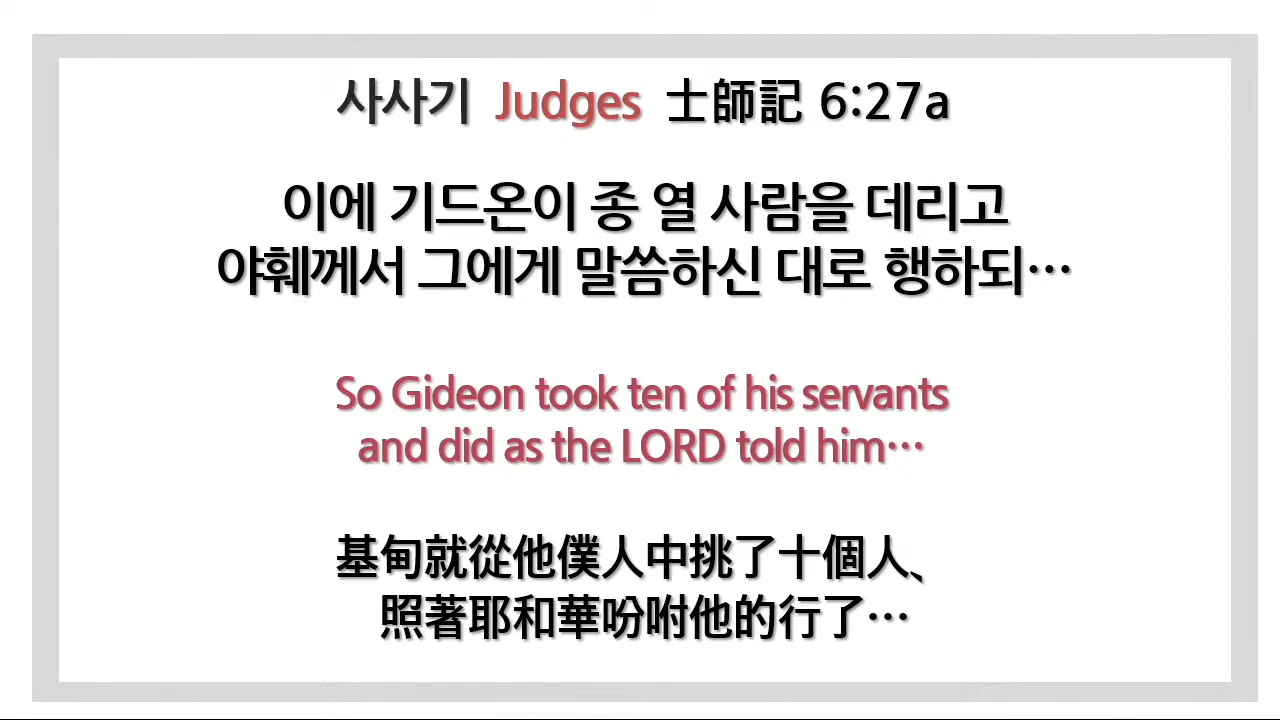 사사기 Judges 士師記 6:27a
이에 기드온이 종 열 사람을 데리고
야훼께서 그에게 말씀하신 대로 행하되…
So Gideon took ten of his servants
and did as the LORD told him…
基甸就從他僕人中挑了十個人、
照著耶和華吩咐他的行了…